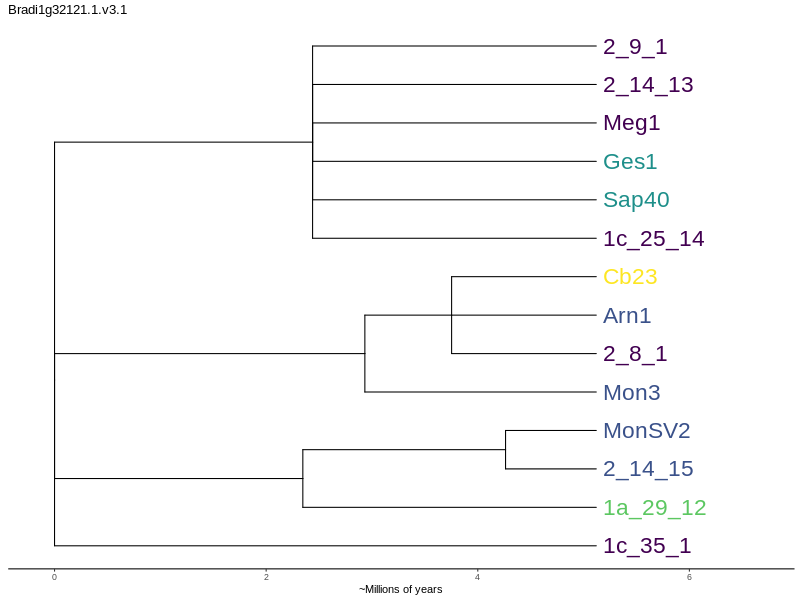 Bradi1g32121.1.v3.1
2_9_1
2_14_13
Meg1
Ges1
Sap40
1c_25_14
Cb23
Arn1
2_8_1
Mon3
MonSV2
2_14_15
1a_29_12
1c_35_1
0 2 4 6
~Millions of years